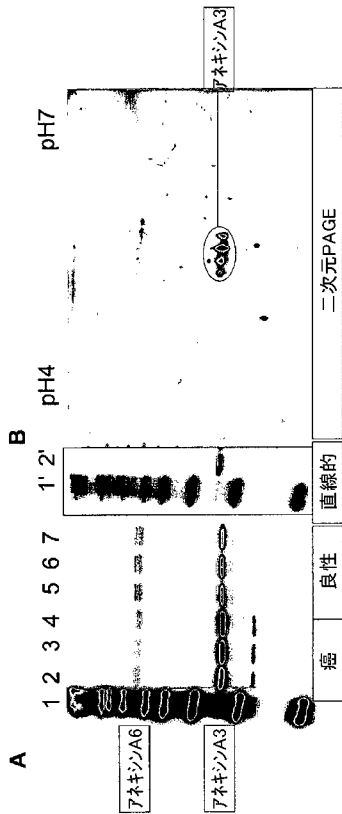 A
B
1 2 3 4 5 6 7
1' 2'
pH4
pH7
アネキシンA6
アネキシンA3
アネキシンA3
癌
良性
直線的
二次元PAGE